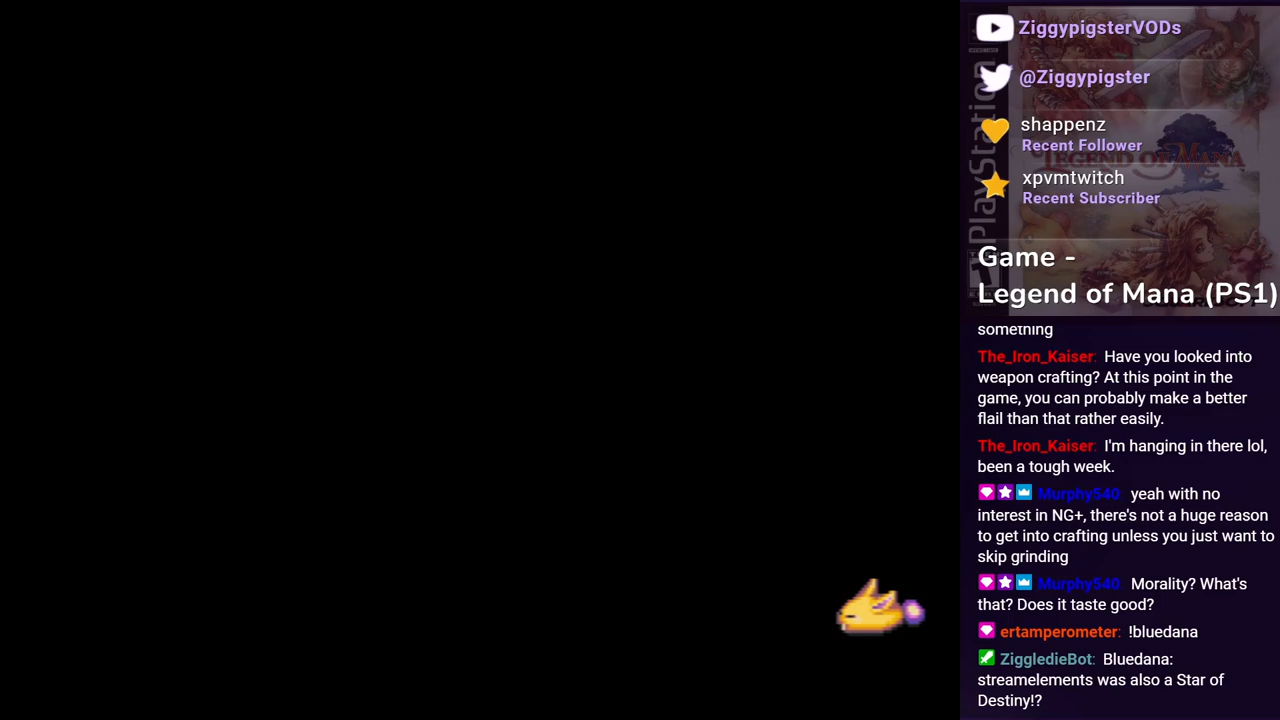 ZiggypigsterVODs
@Ziggypigster
shappenz
Recent Follower
xpvmtwitch
Recent Subscriber
PlayStation
LEGEND OF MANA
Game -
Legend of Mana (PS1)
something
The_Iron_Kaiser: Have you looked into
weapon crafting? At this point in the
game, you can probably make a better
flail than that rather easily.
The_Iron_Kaiser: I'm hanging in there lol,
been a tough week.
Murphy540 yeah with no
interest in NG+, there's not a huge reason
to get into crafting unless you just want to
skip grinding
Murphy540 Morality? What's
that? Does it taste good?
ertamperometer: !bluedana
ZiggledieBot: Bluedana:
streamelements was also a Star of
Destiny!?